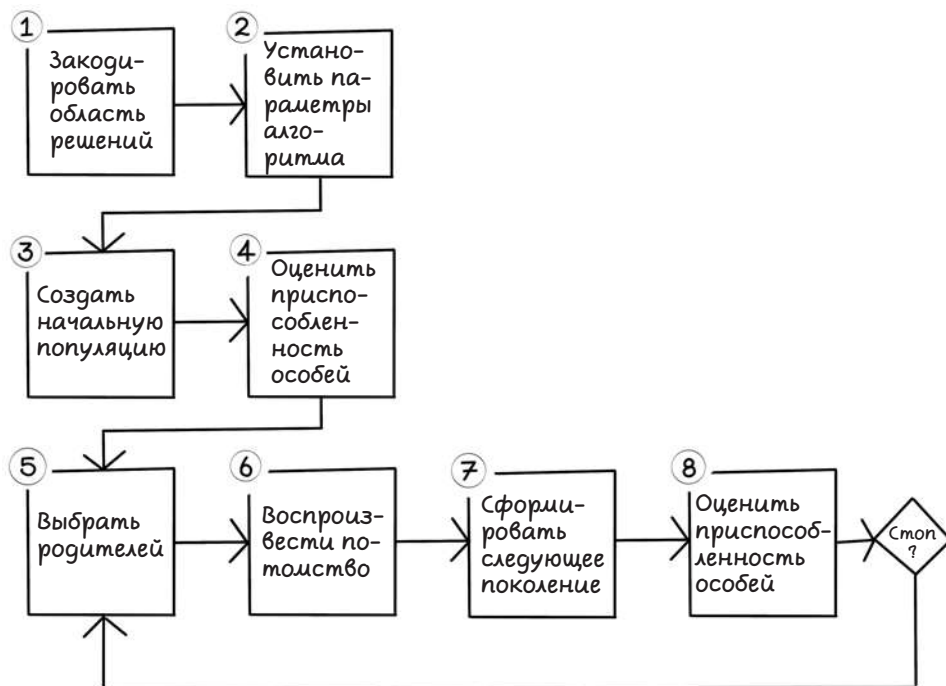 1
Закоди-
ровать
область
решений
2
Устано-
вить па-
раметры
алго-
ритма
3
Создать
начальную
популяцию
4
Оценить
приспо-
соблен-
ность
особей
5
Выбрать
родителей
6
Воспроиз-
вести по-
томство
7
Сформи-
ровать
следующее
поколение
8
Оценить
приспособ-
ленность
особей
Стоп
?